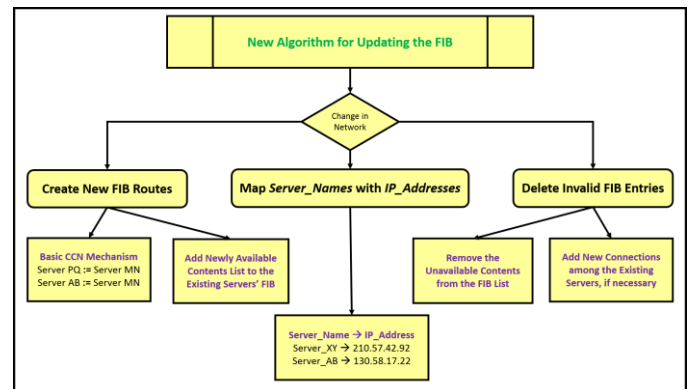 New Algorithm for Updating the FIB
Change in
Network
Create New FIB Routes
Map Server_Names with IP_Addresses
Delete Invalid FIB Entries
Basic CCN Mechanism
Server PQ := Server MN
Server AB := Server MN
Add Newly Available
Contents List to the
Existing Servers' FIB
Remove the
Unavailable Contents
from the FIB List
Add New Connections
among the Existing
Servers, if necessary
Server_Name → IP_Address
Server_XY → 210.57.42.92
Server_AB → 130.58.17.22